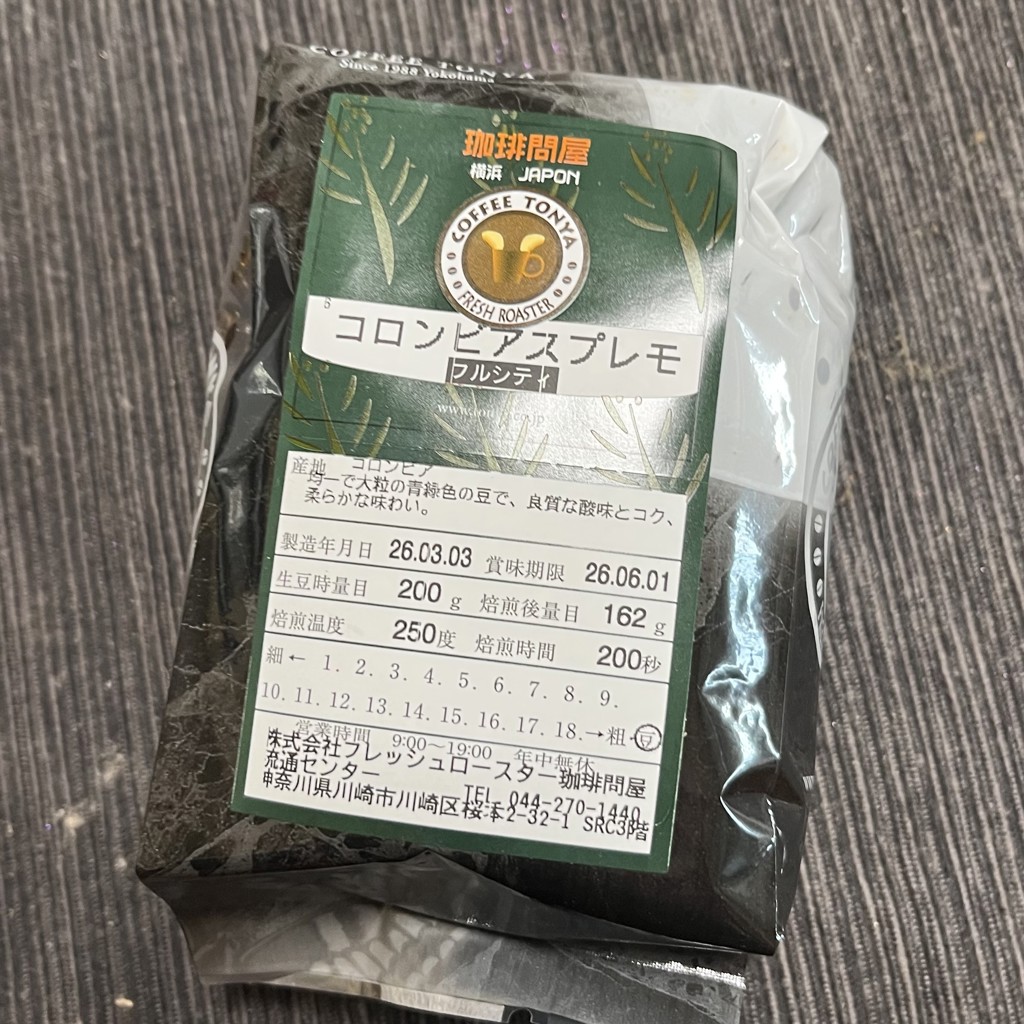 COFFEE TONYA
Since 1988 Yokohama
珈琲問屋
横浜 JAPON
COFFEE TONYA
FRESH ROASTER
コロンビアスプレモ
フルシティ
産地 コロンビア
均一で大粒の青緑色の豆で、良質な酸味とコク、
柔らかな味わい。
製造年月日 26.03.03 賞味期限 26.06.01
生豆時量目 200g 焙煎後量目 162g
焙煎温度 250度 焙煎時間 200秒
細← 1. 2. 3. 4. 5. 6. 7. 8. 9.
10. 11. 12. 13. 14. 15. 16. 17. 18.→粗・豆
営業時間 9:00～19:00 年中無休
株式会社フレッシュロースター珈琲問屋
流通センター TEL 044-270-1440
神奈川県川崎市川崎区桜本2-32-1 SRC3階